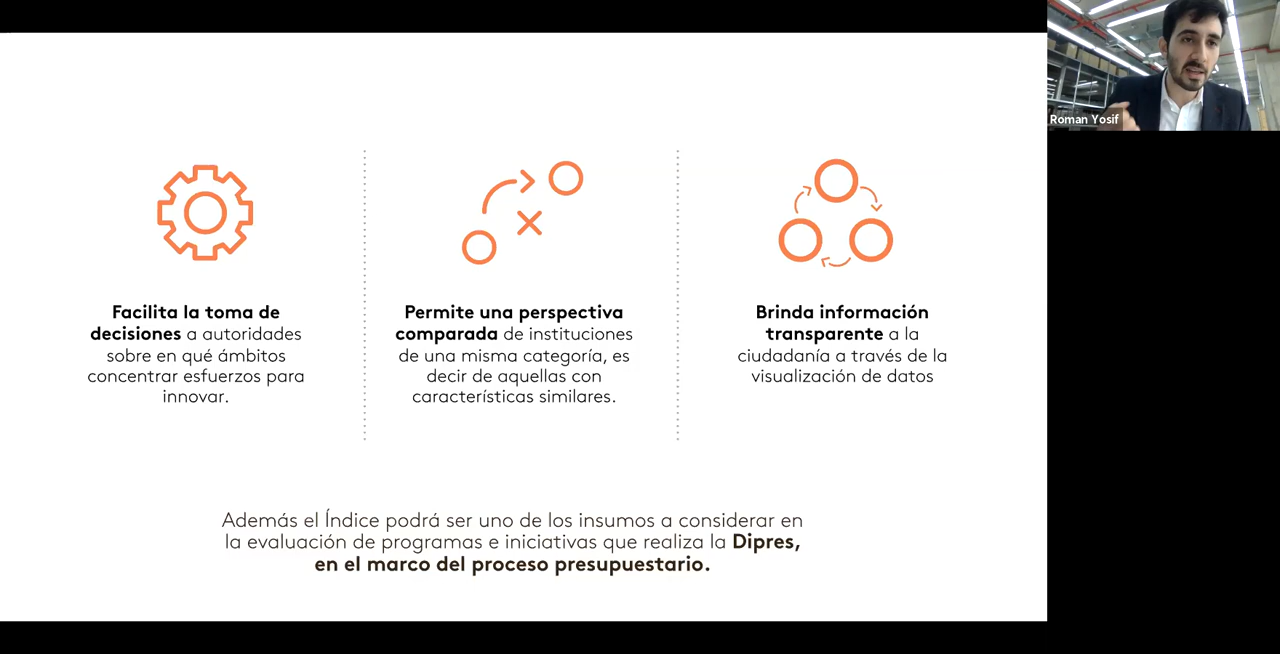 Roman Yosif
Facilita la toma de
decisiones a autoridades
sobre en qué ámbitos
concentrar esfuerzos para
innovar.
Permite una perspectiva
comparada de instituciones
de una misma categoría, es
decir de aquellas con
características similares.
Brinda información
transparente a la
ciudadanía a través de la
visualización de datos
Además el Índice podrá ser uno de los insumos a considerar en
la evaluación de programas e iniciativas que realiza la Dipres,
en el marco del proceso presupuestario.